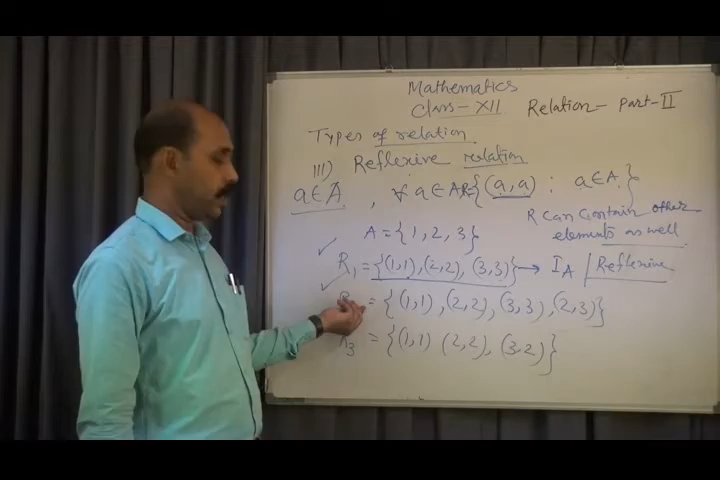 Mathematics
Class - XII Relation - Part - II
Types of relation
III) Reflexive relation
a ∈ A , ∀ a ∈ A R = {(a, a) : a ∈ A}
R can contain other
elements as well
A = {1, 2, 3}
R₁ = {(1,1), (2,2), (3,3)} → I_A / Reflexive
= {(1,1), (2,2), (3,3), (2,3)}
R₃ = {(1,1) (2,2), (3,2)}